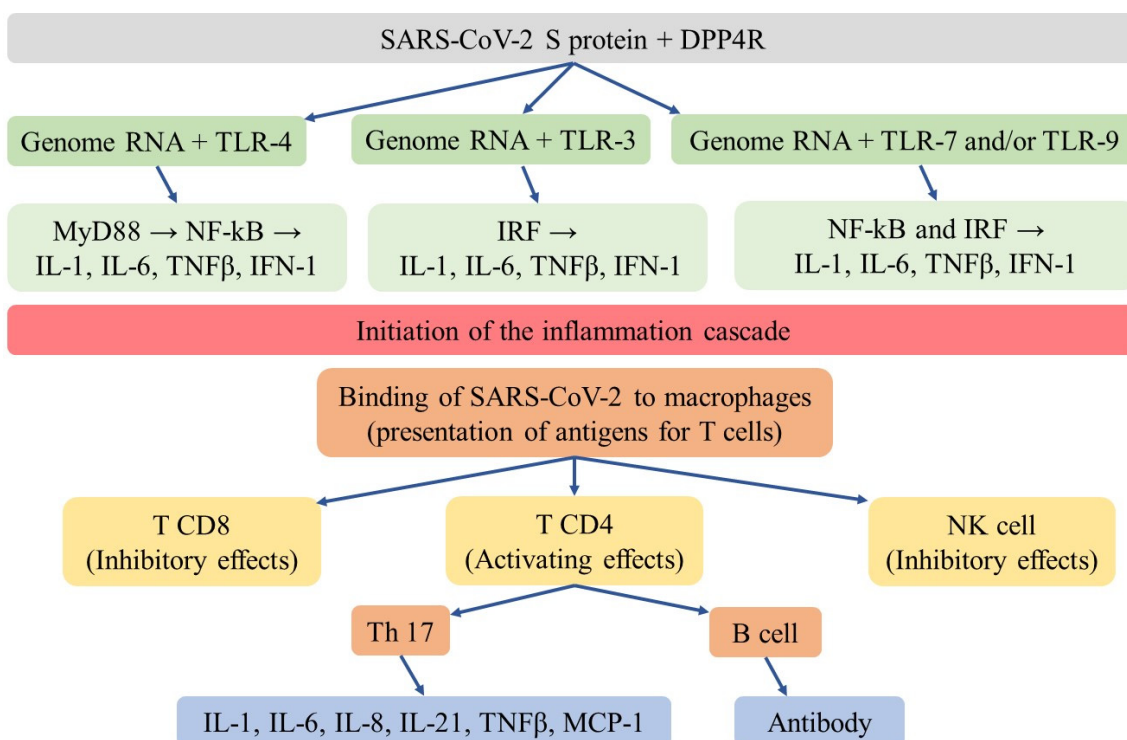 SARS-CoV-2 S protein + DPP4R
Genome RNA + TLR-4
Genome RNA + TLR-3
Genome RNA + TLR-7 and/or TLR-9
MyD88 → NF-kB →
IL-1, IL-6, TNFβ, IFN-1
IRF →
IL-1, IL-6, TNFβ, IFN-1
NF-kB and IRF →
IL-1, IL-6, TNFβ, IFN-1
Initiation of the inflammation cascade
Binding of SARS-CoV-2 to macrophages
(presentation of antigens for T cells)
T CD8
(Inhibitory effects)
T CD4
(Activating effects)
NK cell
(Inhibitory effects)
Th 17
B cell
IL-1, IL-6, IL-8, IL-21, TNFβ, MCP-1
Antibody